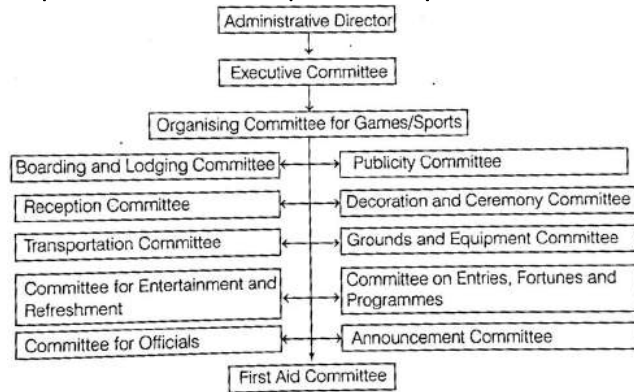 Administrative Director
Executive Committee
Organising Committee for Games/Sports
Boarding and Lodging Committee
Publicity Committee
Reception Committee
Decoration and Ceremony Committee
Transportation Committee
Grounds and Equipment Committee
Committee for Entertainment and
Refreshment
Committee on Entries, Fortunes and
Programmes
Committee for Officials
Announcement Committee
First Aid Committee